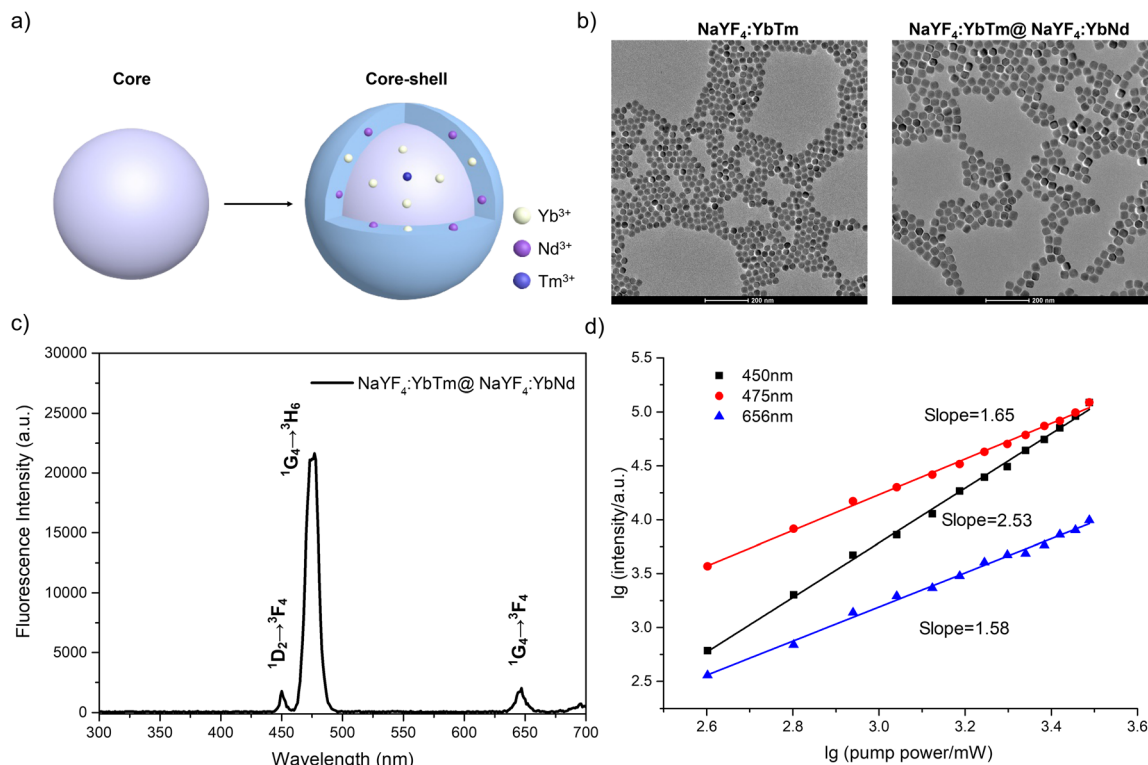 a)
Core
Core-shell
Yb³⁺
Nd³⁺
Tm³⁺
b)
NaYF₄:YbTm
NaYF₄:YbTm@ NaYF₄:YbNd
200 nm
200 nm
c)
30000
25000
20000
15000
10000
5000
0
Fluorescence Intensity (a.u.)
NaYF₄:YbTm@ NaYF₄:YbNd
¹D₂→³F₄
¹G₄→³H₆
¹G₄→³F₄
300
350
400
450
500
550
600
650
700
Wavelength (nm)
d)
5.5
5.0
4.5
4.0
3.5
3.0
2.5
lg (intensity/a.u.)
450nm
475nm
656nm
Slope=1.65
Slope=2.53
Slope=1.58
2.6
2.8
3.0
3.2
3.4
3.6
lg (pump power/mW)